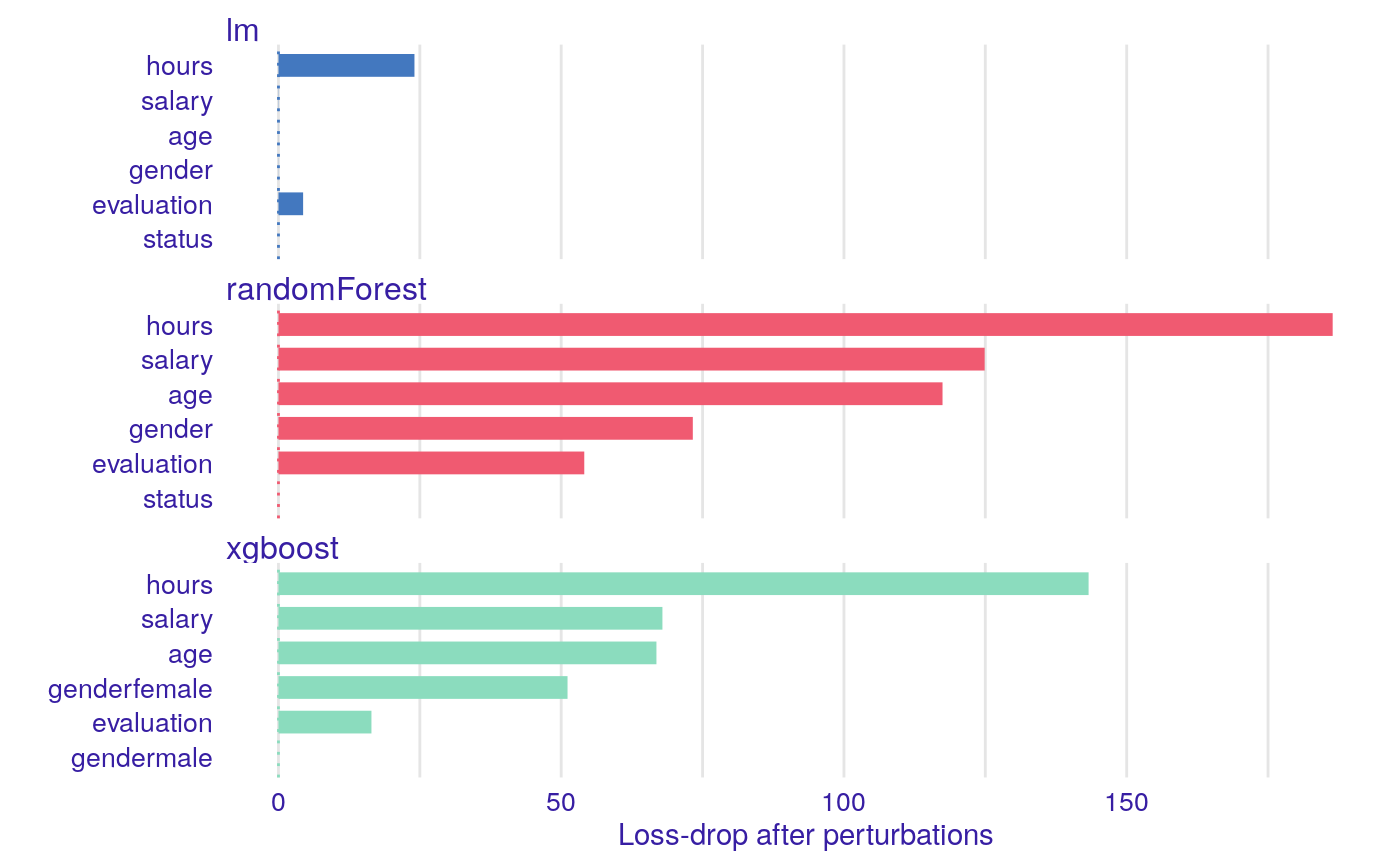 lm
hours
salary
age
gender
evaluation
status
randomForest
hours
salary
age
gender
evaluation
status
xgboost
hours
salary
age
genderfemale
evaluation
gendermale
0 50 100 150
Loss-drop after perturbations